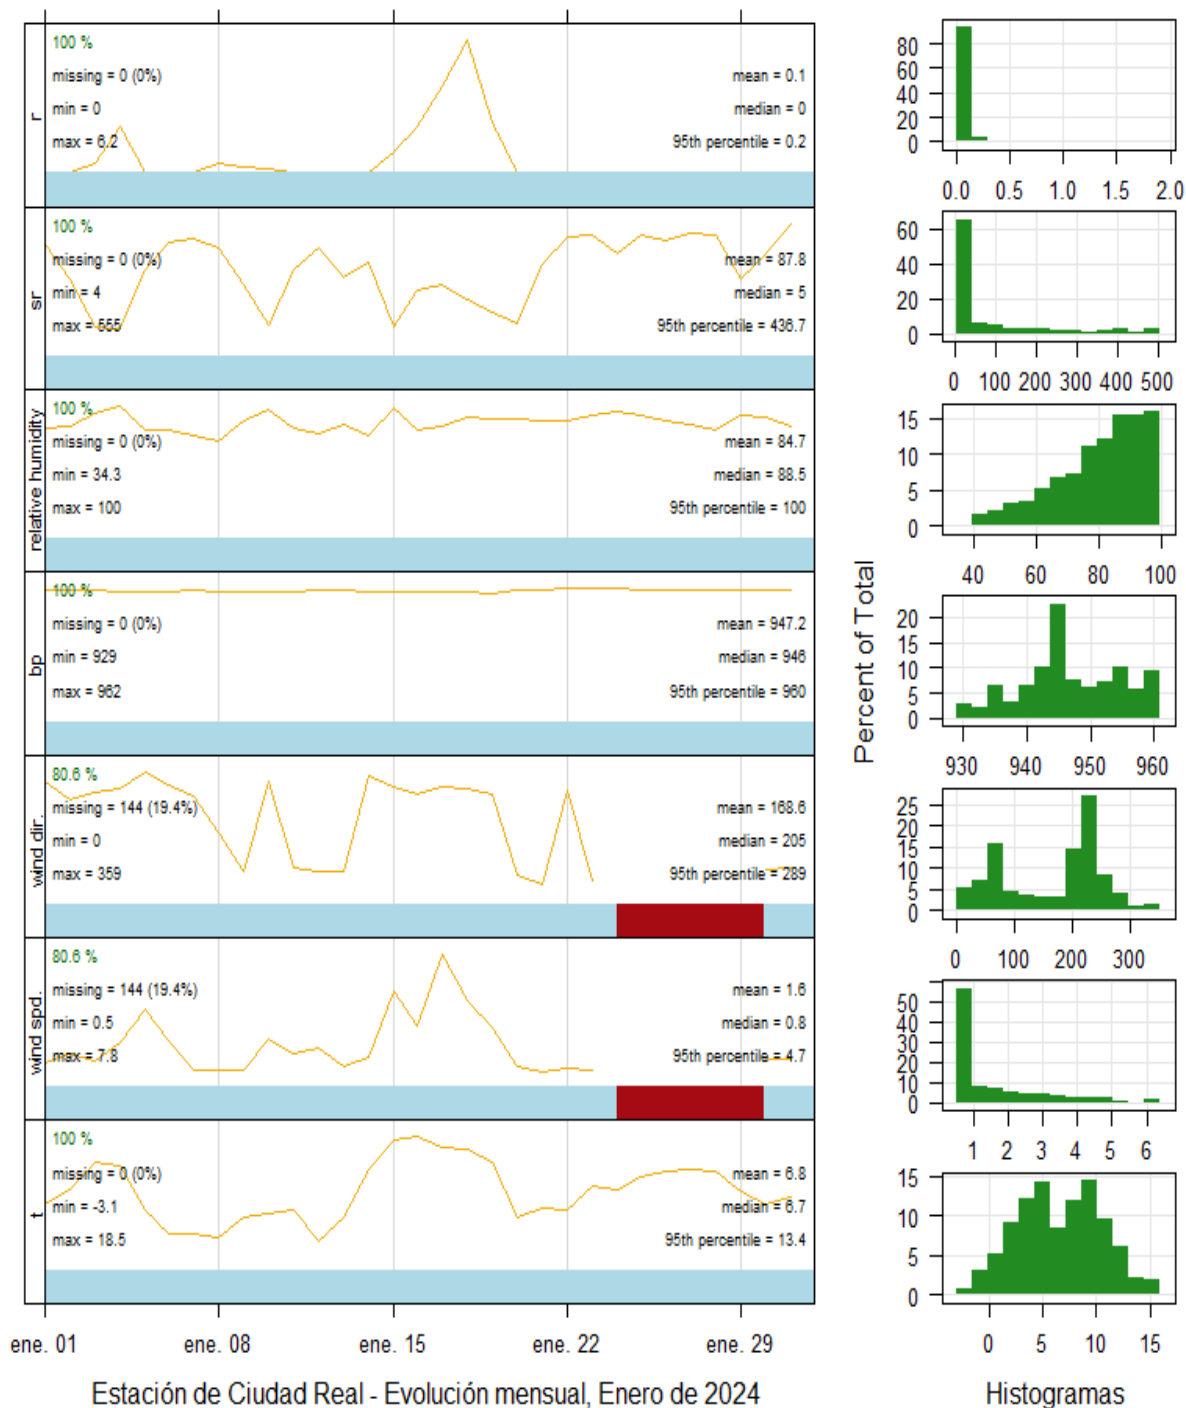 r
100 %
missing = 0 (0%)
min = 0
max = 6.2
mean = 0.1
median = 0
95th percentile = 0.2
sr
100 %
missing = 0 (0%)
min = 4
max = 555
mean = 87.8
median = 5
95th percentile = 436.7
relative humidity
100 %
missing = 0 (0%)
min = 34.3
max = 100
mean = 84.7
median = 88.5
95th percentile = 100
bp
100 %
missing = 0 (0%)
min = 929
max = 962
mean = 947.2
median = 946
95th percentile = 960
wind dir.
80.6 %
missing = 144 (19.4%)
min = 0
max = 359
mean = 168.6
median = 205
95th percentile = 289
wind spd.
80.6 %
missing = 144 (19.4%)
min = 0.5
max = 7.8
mean = 1.6
median = 0.8
95th percentile = 4.7
t
100 %
missing = 0 (0%)
min = -3.1
max = 18.5
mean = 6.8
median = 6.7
95th percentile = 13.4
ene. 01 ene. 08 ene. 15 ene. 22 ene. 29
Estación de Ciudad Real - Evolución mensual, Enero de 2024
Percent of Total
80
60
40
20
0
0.0 0.5 1.0 1.5 2.0
60
40
20
0
0 100 200 300 400 500
15
10
5
0
40 60 80 100
20
15
10
5
0
930 940 950 960
25
20
15
10
5
0
0 100 200 300
50
40
30
20
10
0
1 2 3 4 5 6
15
10
5
0
0 5 10 15
Histogramas